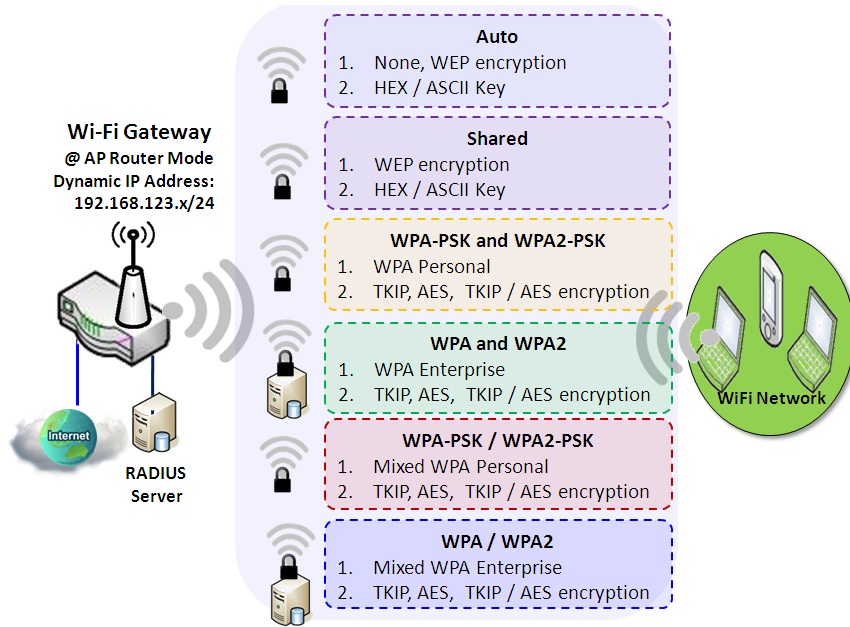 Auto
1. None, WEP encryption
2. HEX / ASCII Key
Shared
1. WEP encryption
2. HEX / ASCII Key
Wi-Fi Gateway
@ AP Router Mode
Dynamic IP Address:
192.168.123.x/24
WPA-PSK and WPA2-PSK
1. WPA Personal
2. TKIP, AES, TKIP / AES encryption
WPA and WPA2
1. WPA Enterprise
2. TKIP, AES, TKIP / AES encryption
WiFi Network
Internet
RADIUS
Server
WPA-PSK / WPA2-PSK
1. Mixed WPA Personal
2. TKIP, AES, TKIP / AES encryption
WPA / WPA2
1. Mixed WPA Enterprise
2. TKIP, AES, TKIP / AES encryption